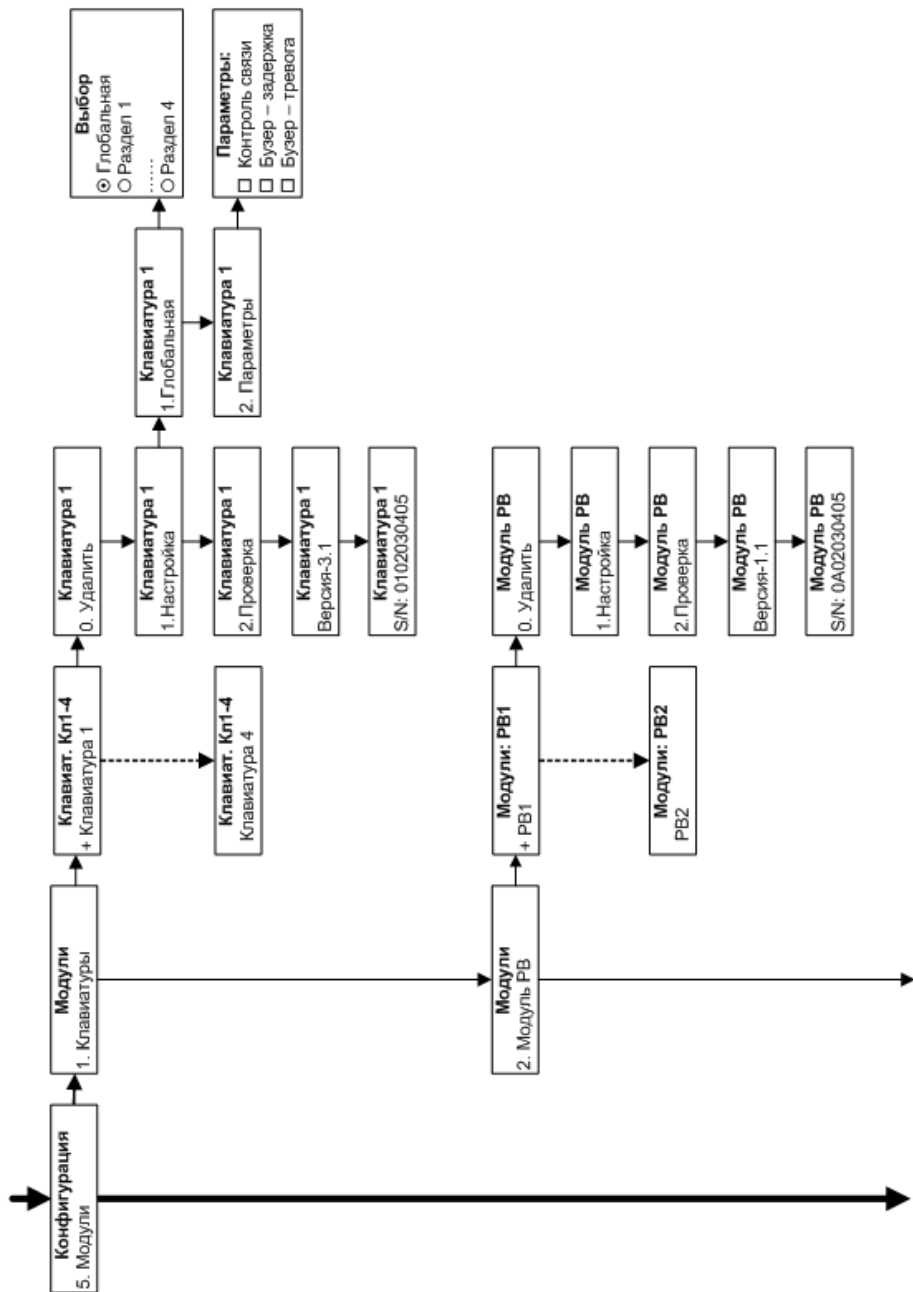 Конфигурация
5. Модули
Модули
1. Клавиатуры
Клавиат. Кл1-4
+ Клавиатура 1
Клавиат. Кл1-4
Клавиатура 4
Клавиатура 1
0. Удалить
Клавиатура 1
1.Настройка
Клавиатура 1
2.Проверка
Клавиатура 1
Версия-3.1
Клавиатура 1
S/N: 0102030405
Клавиатура 1
1.Глобальная
Клавиатура 1
2. Параметры
Выбор
Глобальная
Раздел 1
.....
Раздел 4
Параметры:
Контроль связи
Бузер – задержка
Бузер – тревога
Модули
2. Модуль РВ
Модули: РВ1
+ РВ1
Модули: РВ2
РВ2
Модуль РВ
0. Удалить
Модуль РВ
1.Настройка
Модуль РВ
2.Проверка
Модуль РВ
Версия-1.1
Модуль РВ
S/N: 0A02030405